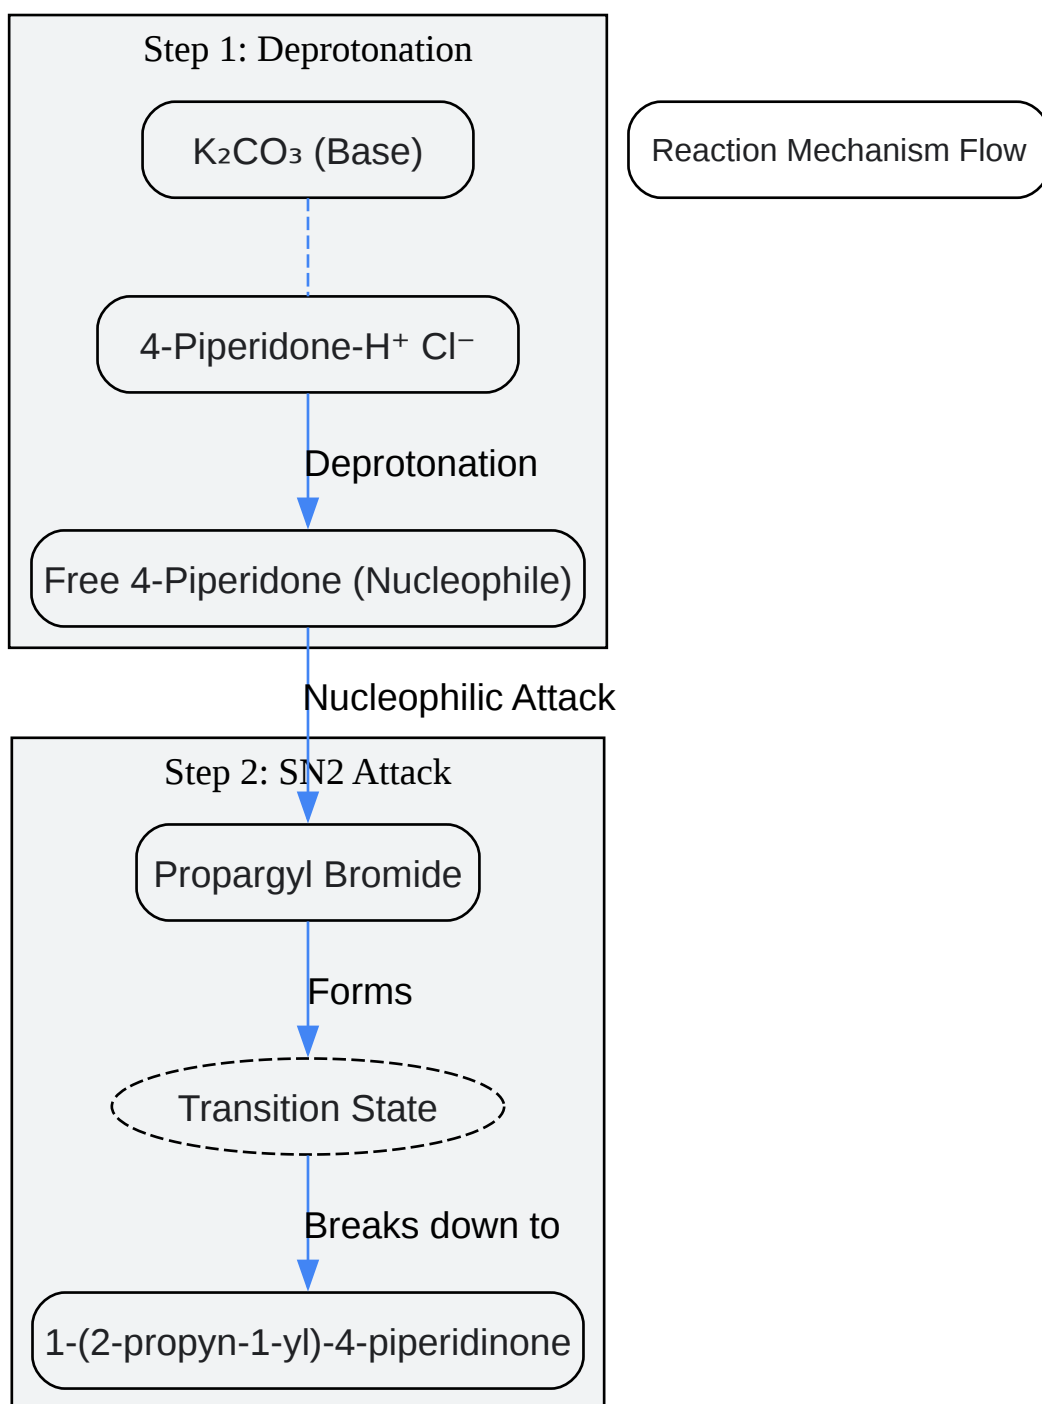 Step 1: Deprotonation
K₂CO₃ (Base)
Reaction Mechanism Flow
4-Piperidone-H⁺ Cl⁻
Deprotonation
Free 4-Piperidone (Nucleophile)
Nucleophilic Attack
Step 2: SN2 Attack
Propargyl Bromide
Forms
Transition State
Breaks down to
1-(2-propyn-1-yl)-4-piperidinone